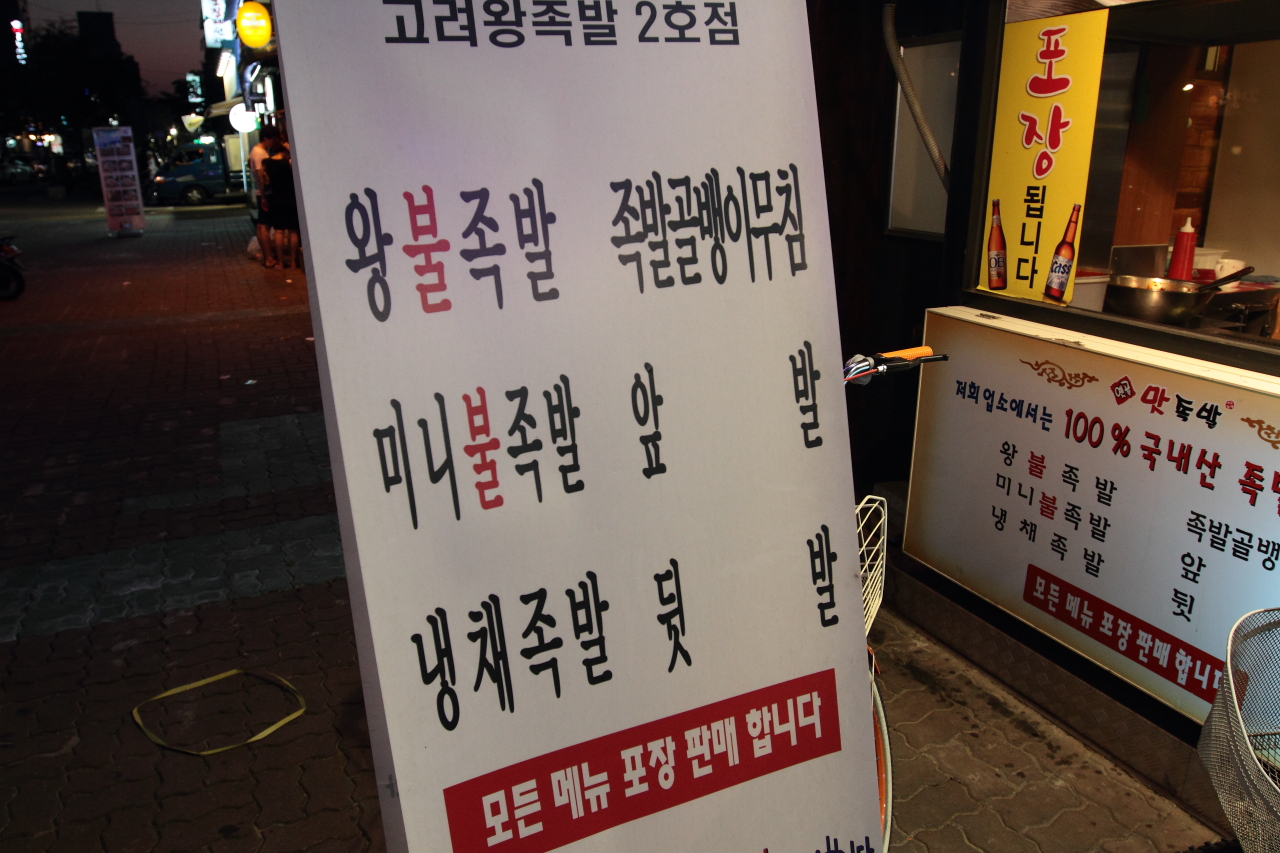 고려왕족발 2호점
왕불족발 족발골뱅이무침
미니불족발 앞 발
냉채족발 뒷 발
모든 메뉴 포장 판매 합니다
포장
됩니다
OB
Cass
맛족발
저희 업소에서는
100% 국내산
왕불족발
미니불족발
냉채족발
족발골뱅
앞
뒷
모든 메뉴 포장 판매 합니다